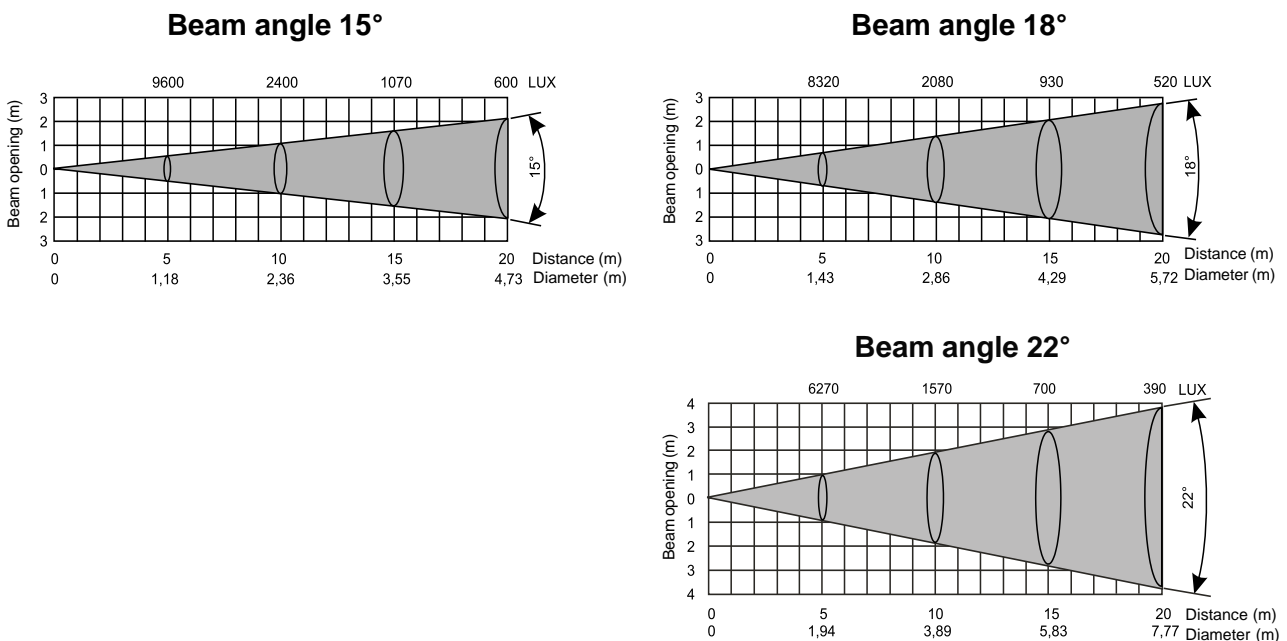 Beam angle 15°
9600 2400 1070 600 LUX
3
2
1
0
1
2
3
Beam opening (m)
15°
0 5 10 15 20 Distance (m)
0 1,18 2,36 3,55 4,73 Diameter (m)
Beam angle 18°
8320 2080 930 520 LUX
3
2
1
0
1
2
3
Beam opening (m)
18°
0 5 10 15 20 Distance (m)
0 1,43 2,86 4,29 5,72 Diameter (m)
Beam angle 22°
6270 1570 700 390 LUX
4
3
2
1
0
1
2
3
4
Beam opening (m)
22°
0 5 10 15 20 Distance (m)
0 1,94 3,89 5,83 7,77 Diameter (m)